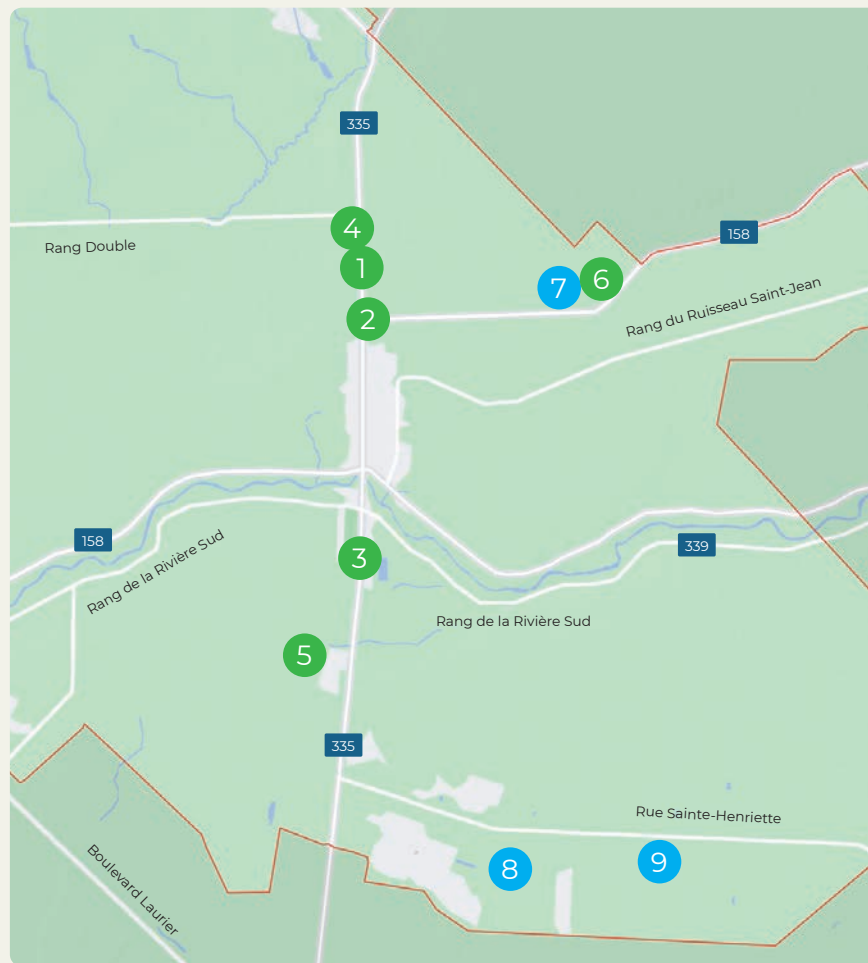 335
Rang Double
4
158
1
7
6
Rang du Ruisseau Saint-Jean
2
158
Rang de la Rivière Sud
3
339
Rang de la Rivière Sud
5
335
Rue Sainte-Henriette
Boulevard Laurier
8
9